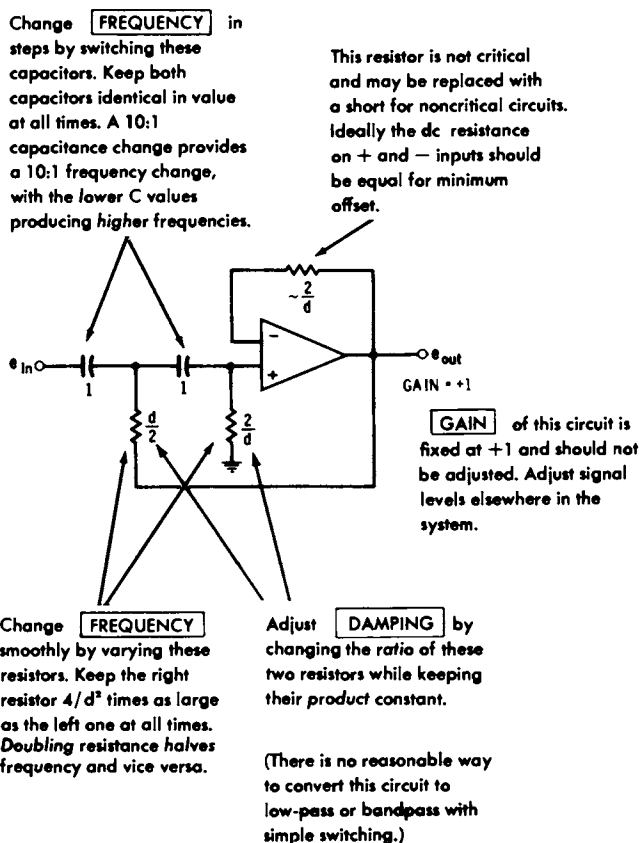 Change FREQUENCY in
steps by switching these
capacitors. Keep both
capacitors identical in value
at all times. A 10:1
capacitance change provides
a 10:1 frequency change,
with the lower C values
producing higher frequencies.
This resistor is not critical
and may be replaced with
a short for noncritical circuits.
Ideally the dc resistance
on + and − inputs should
be equal for minimum
offset.
~2/d
−
+
e in
1
1
d/2
2/d
e out
GAIN = +1
GAIN of this circuit is
fixed at +1 and should not
be adjusted. Adjust signal
levels elsewhere in the
system.
Change FREQUENCY
smoothly by varying these
resistors. Keep the right
resistor 4/d² times as large
as the left one at all times.
Doubling resistance halves
frequency and vice versa.
Adjust DAMPING by
changing the ratio of these
two resistors while keeping
their product constant.
(There is no reasonable way
to convert this circuit to
low-pass or bandpass with
simple switching.)